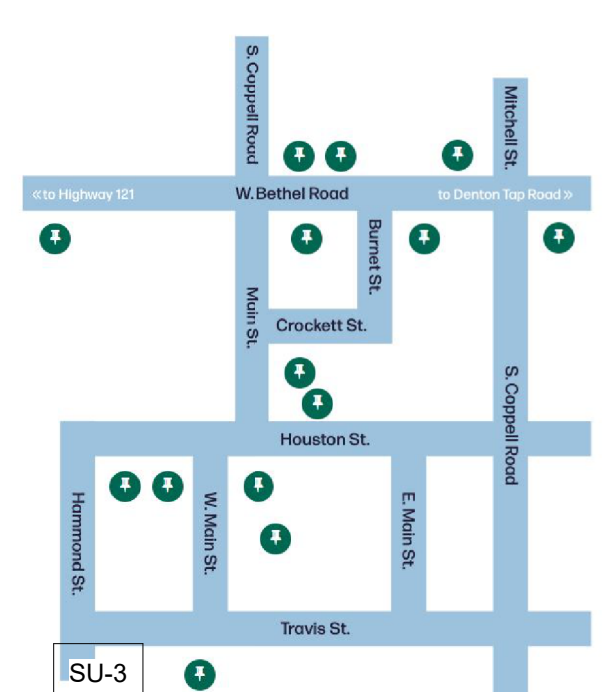 S. Coppell Road
Mitchell St.
«to Highway 121
W. Bethel Road
to Denton Tap Road»
Burnet St.
Main St.
Crockett St.
S. Coppell Road
Houston St.
Hammond St.
W. Main St.
E. Main St.
Travis St.
SU-3